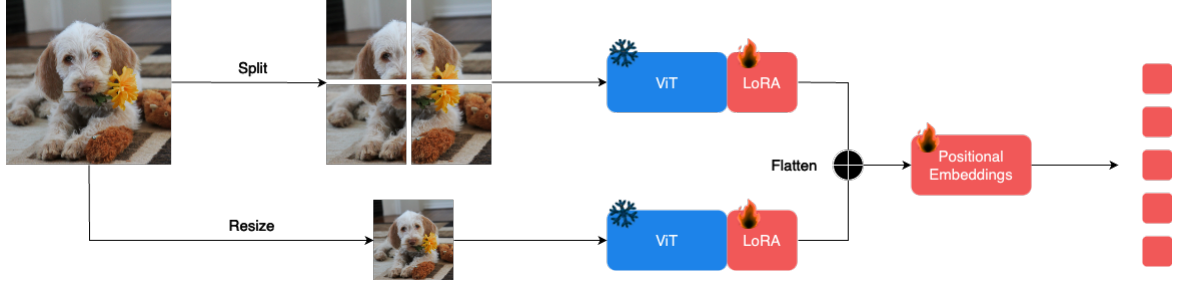 Split
ViT
LoRA
Flatten
Positional
Embeddings
Resize
ViT
LoRA